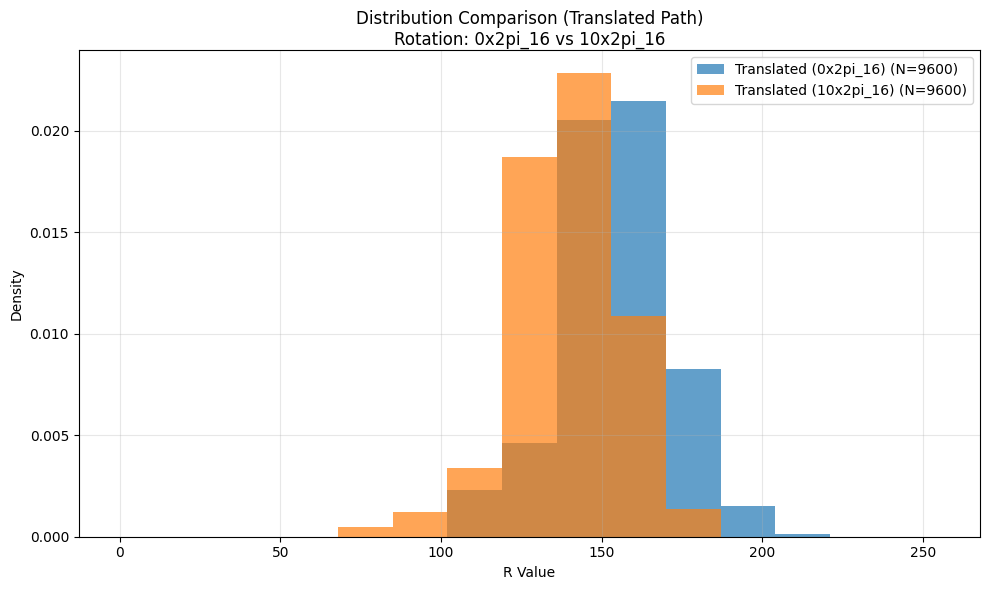 Distribution Comparison (Translated Path)
Rotation: 0x2pi_16 vs 10x2pi_16
Translated (0x2pi_16) (N=9600)
Translated (10x2pi_16) (N=9600)
Density
0.020
0.015
0.010
0.005
0.000
0 50 100 150 200 250
R Value